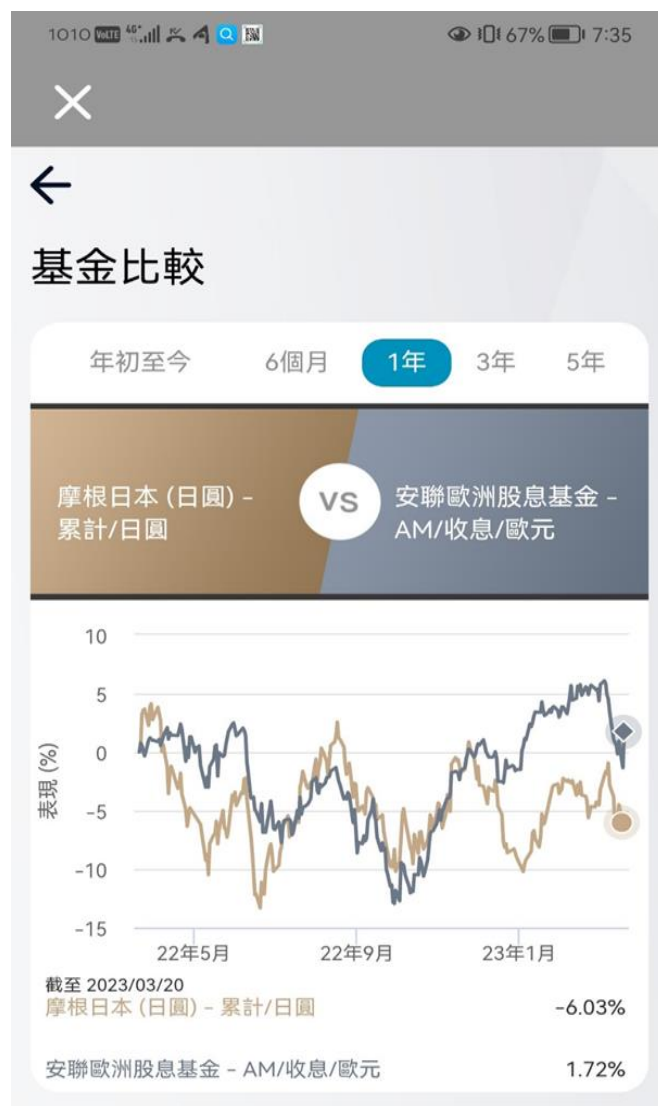 1010 VoLTE 4G+ 67% 7:35
基金比較
年初至今 6個月 1年 3年 5年
摩根日本 (日圓) –
累計/日圓
VS
安聯歐洲股息基金 –
AM/收息/歐元
表現 (%)
10
5
0
-5
-10
-15
22年5月 22年9月 23年1月
截至 2023/03/20
摩根日本 (日圓) – 累計/日圓 -6.03%
安聯歐洲股息基金 – AM/收息/歐元 1.72%